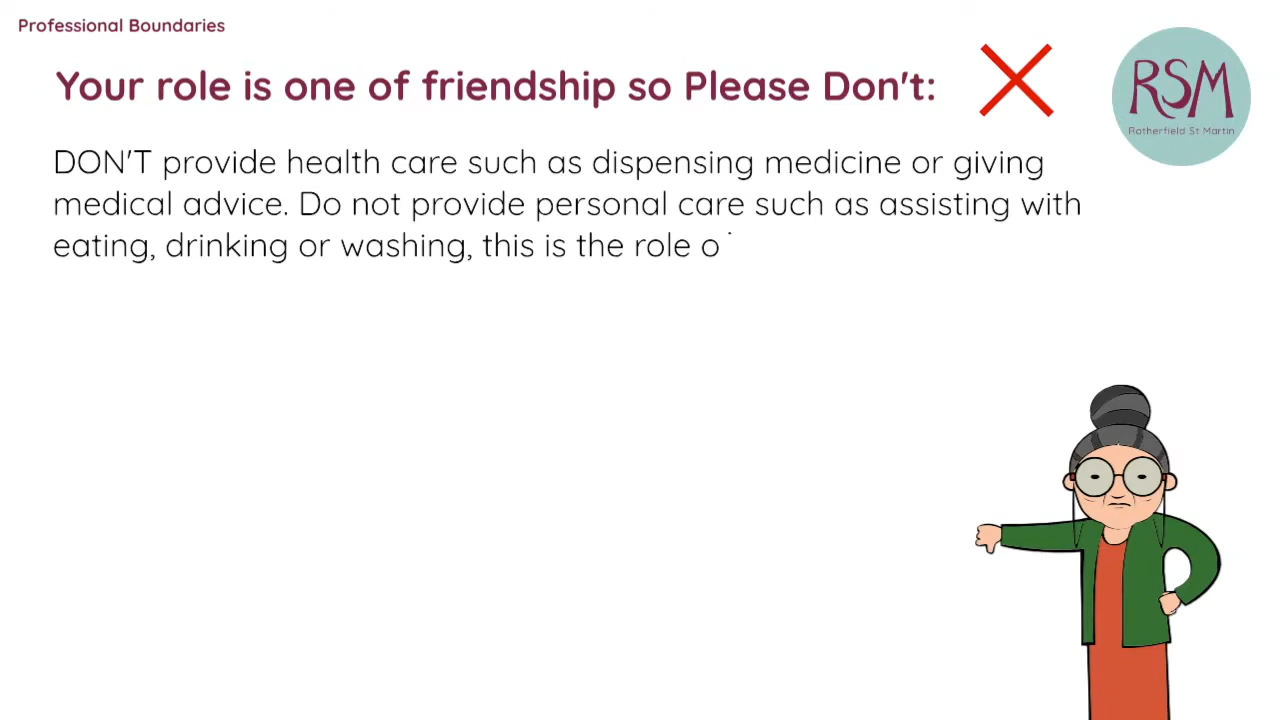 Professional Boundaries
Your role is one of friendship so Please Don't:
RSM
Rotherfield St Martin
DON'T provide health care such as dispensing medicine or giving
medical advice. Do not provide personal care such as assisting with
eating, drinking or washing, this is the role o